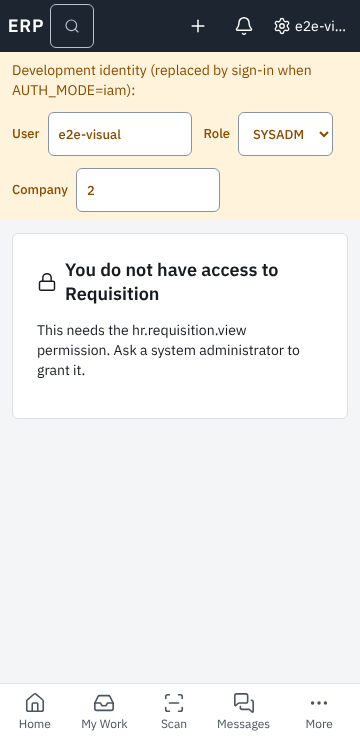 ERP
e2e-vi...
Development identity (replaced by sign-in when
AUTH_MODE=iam):
User e2e-visual Role SYSADM
Company 2
You do not have access to
Requisition
This needs the hr.requisition.view
permission. Ask a system administrator to
grant it.
Home My Work Scan Messages More